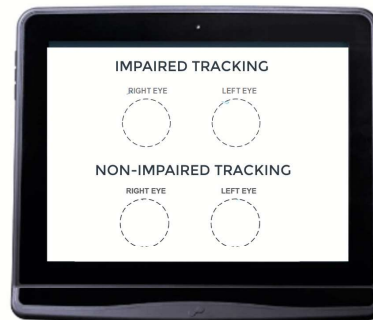 IMPAIRED TRACKING
RIGHT EYE LEFT EYE
NON-IMPAIRED TRACKING
RIGHT EYE LEFT EYE